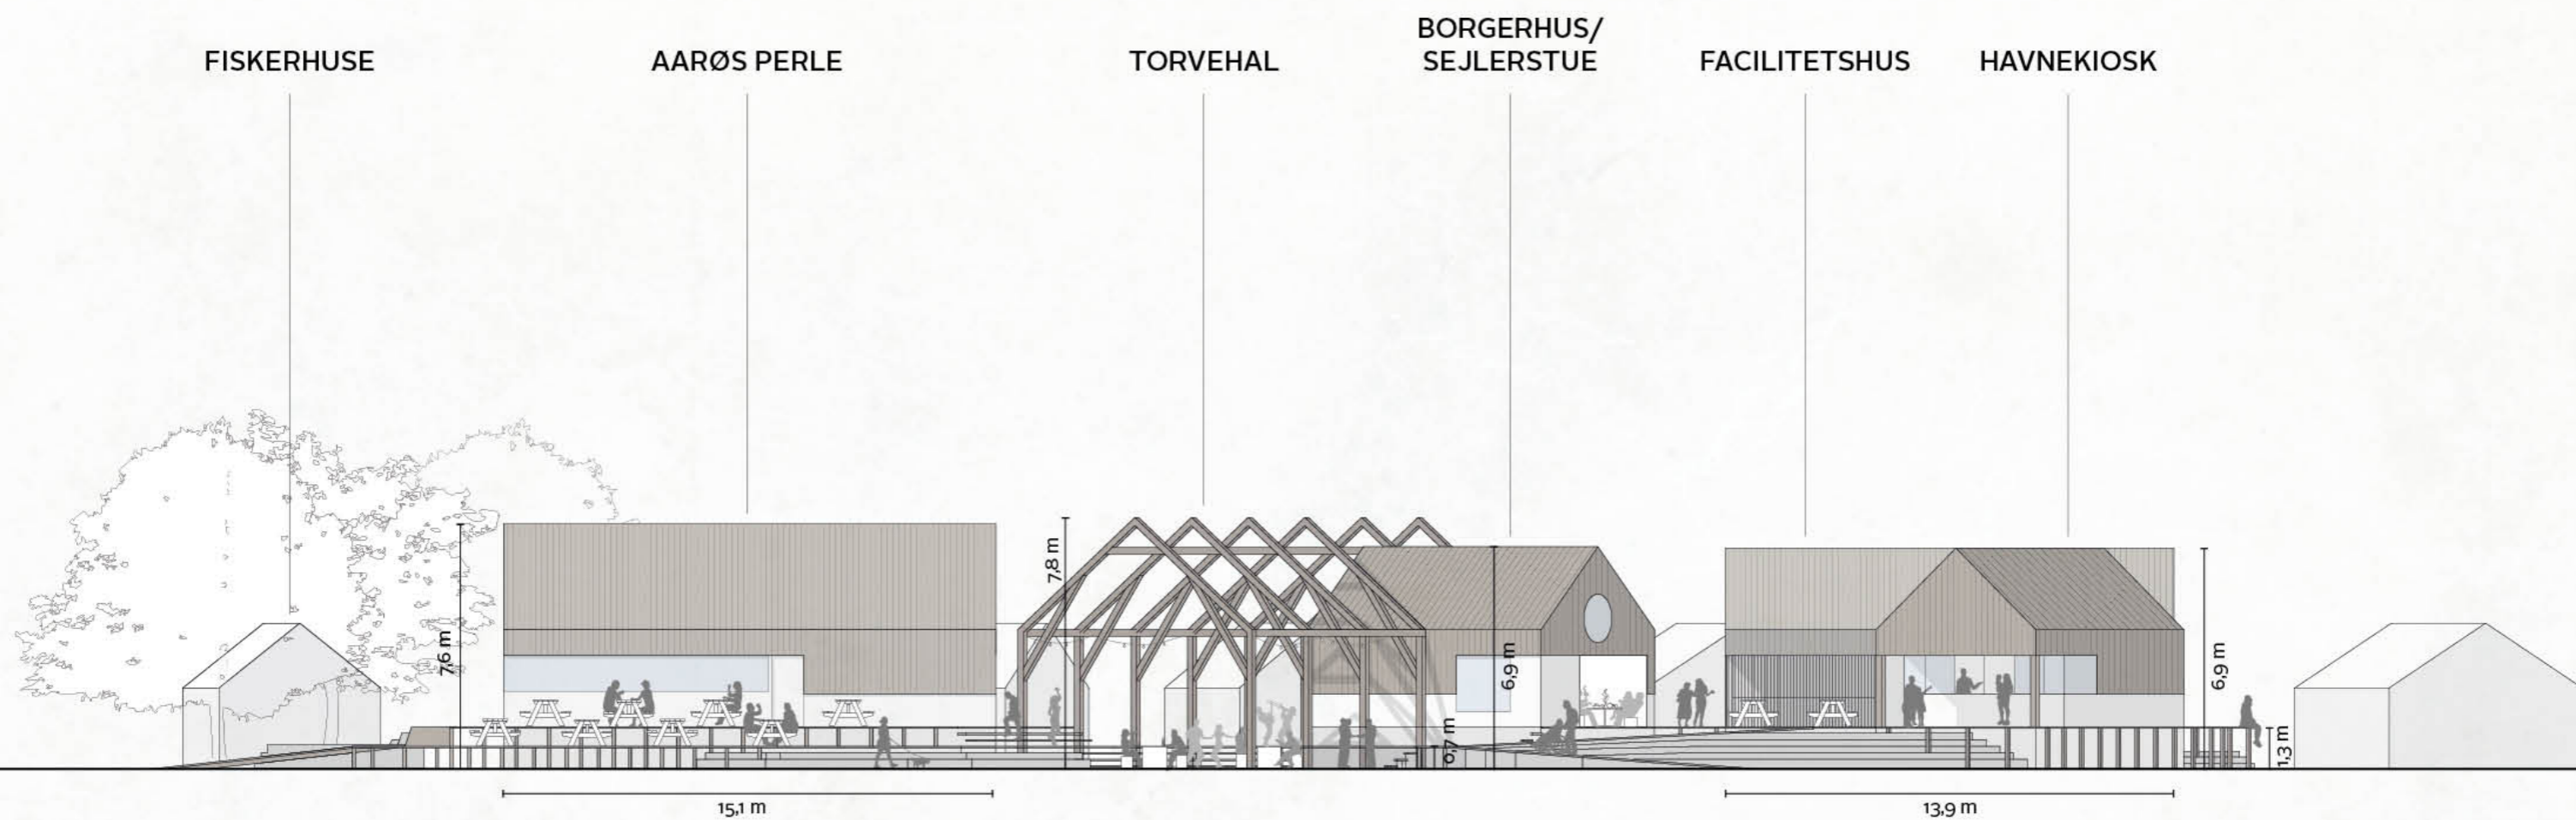 FISKERHUSE
AARØS PERLE
TORVEHAL
BORGERHUS/
SEJLERSTUE
FACILITETSHUS
HAVNEKIOSK
7,6 m
7,8 m
6,9 m
0,7 m
6,9 m
1,3 m
15,1 m
13,9 m